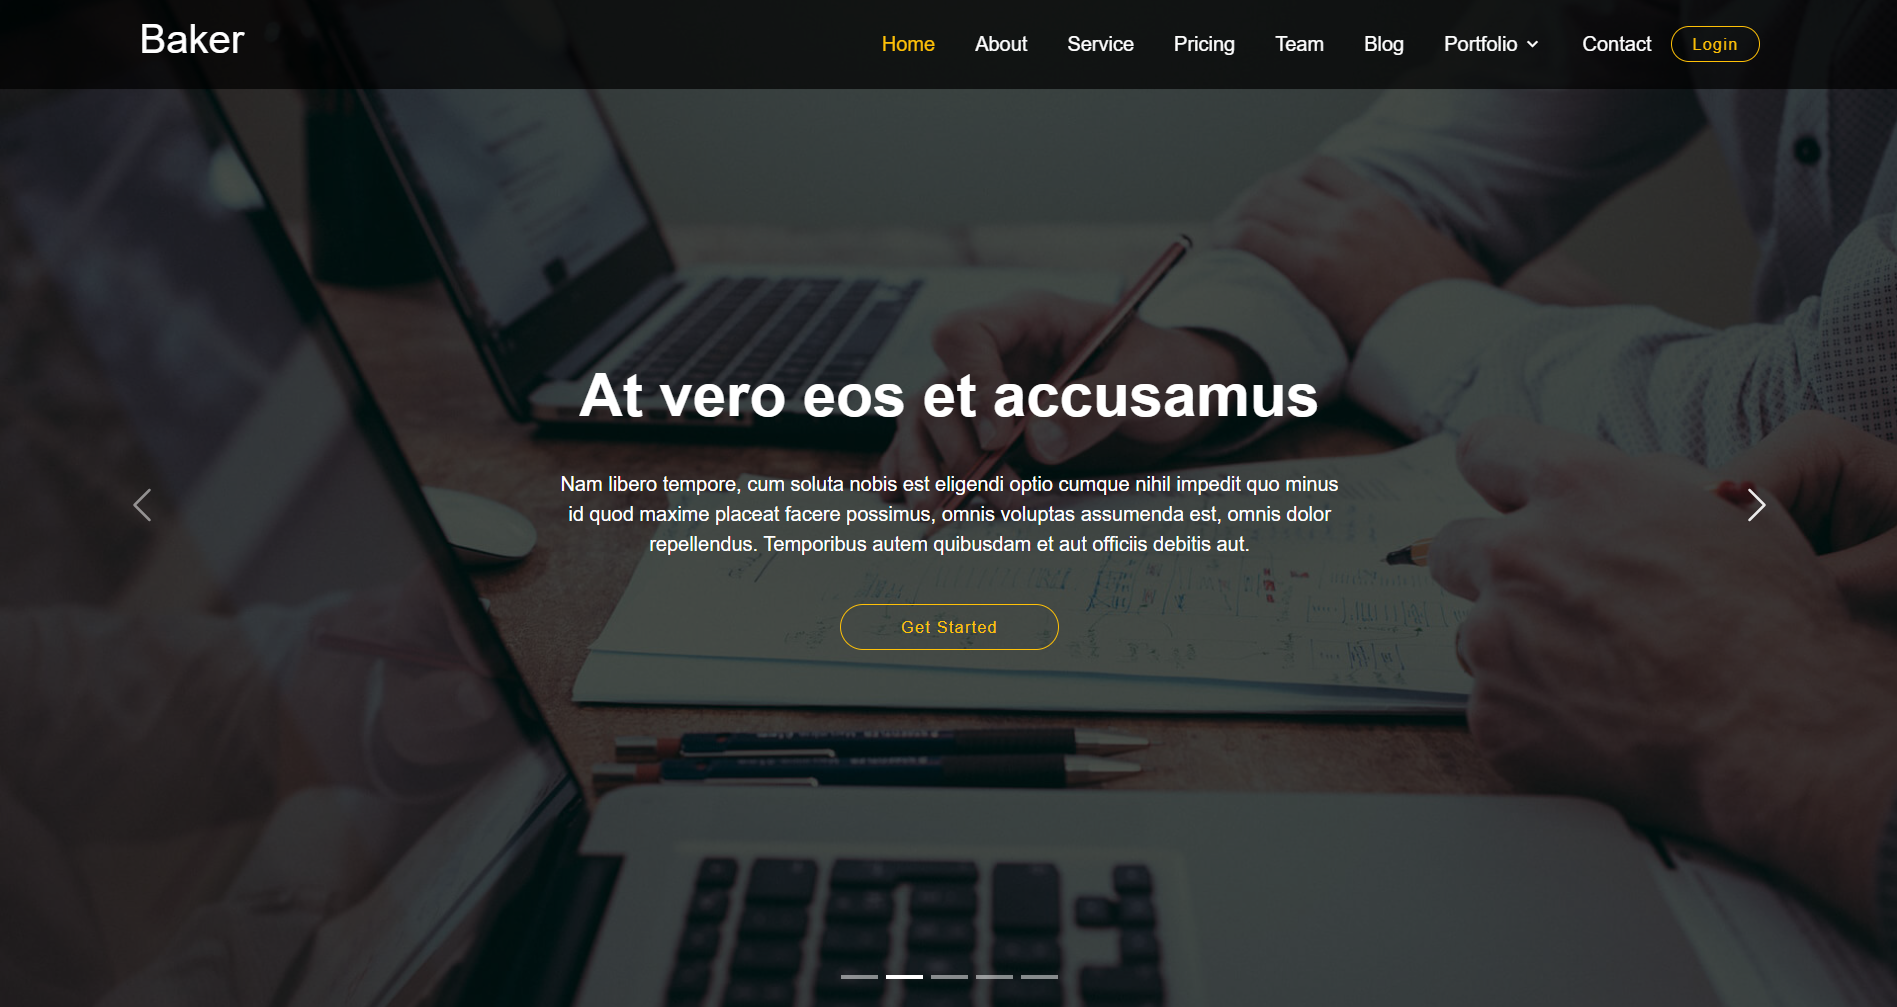 Baker
Home About Service Pricing Team Blog Portfolio Contact Login
At vero eos et accusamus
Nam libero tempore, cum soluta nobis est eligendi optio cumque nihil impedit quo minus
id quod maxime placeat facere possimus, omnis voluptas assumenda est, omnis dolor
repellendus. Temporibus autem quibusdam et aut officiis debitis aut.
Get Started